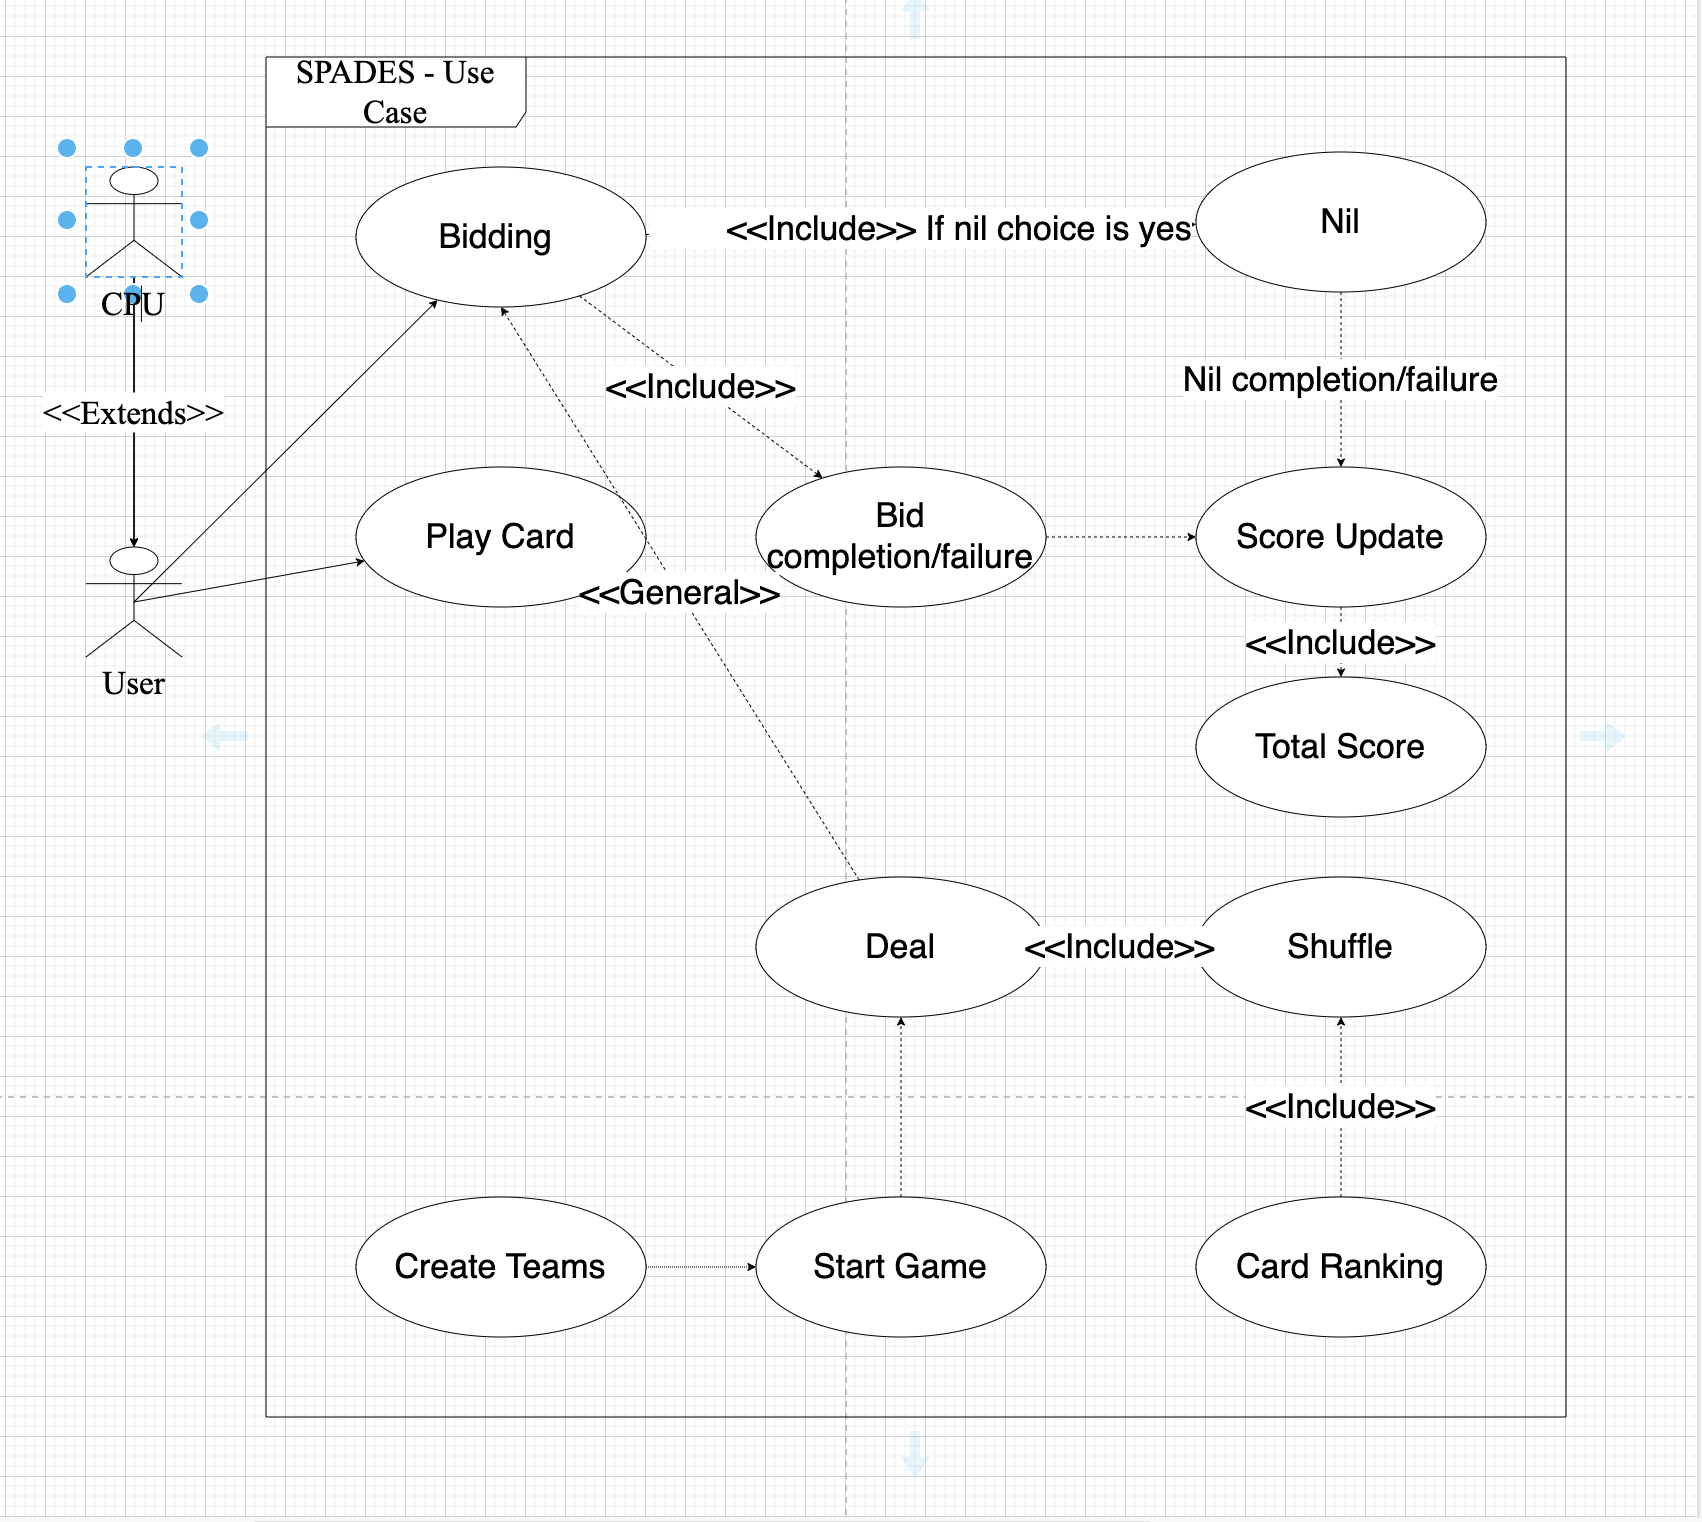 SPADES - Use
Case
Bidding
<<Include>> If nil choice is yes
Nil
CPU
<<Include>>
Nil completion/failure
<<Extends>>
Play Card
Bid
completion/failure
Score Update
<<General>>
<<Include>>
User
Total Score
Deal
<<Include>>
Shuffle
<<Include>>
Create Teams
Start Game
Card Ranking